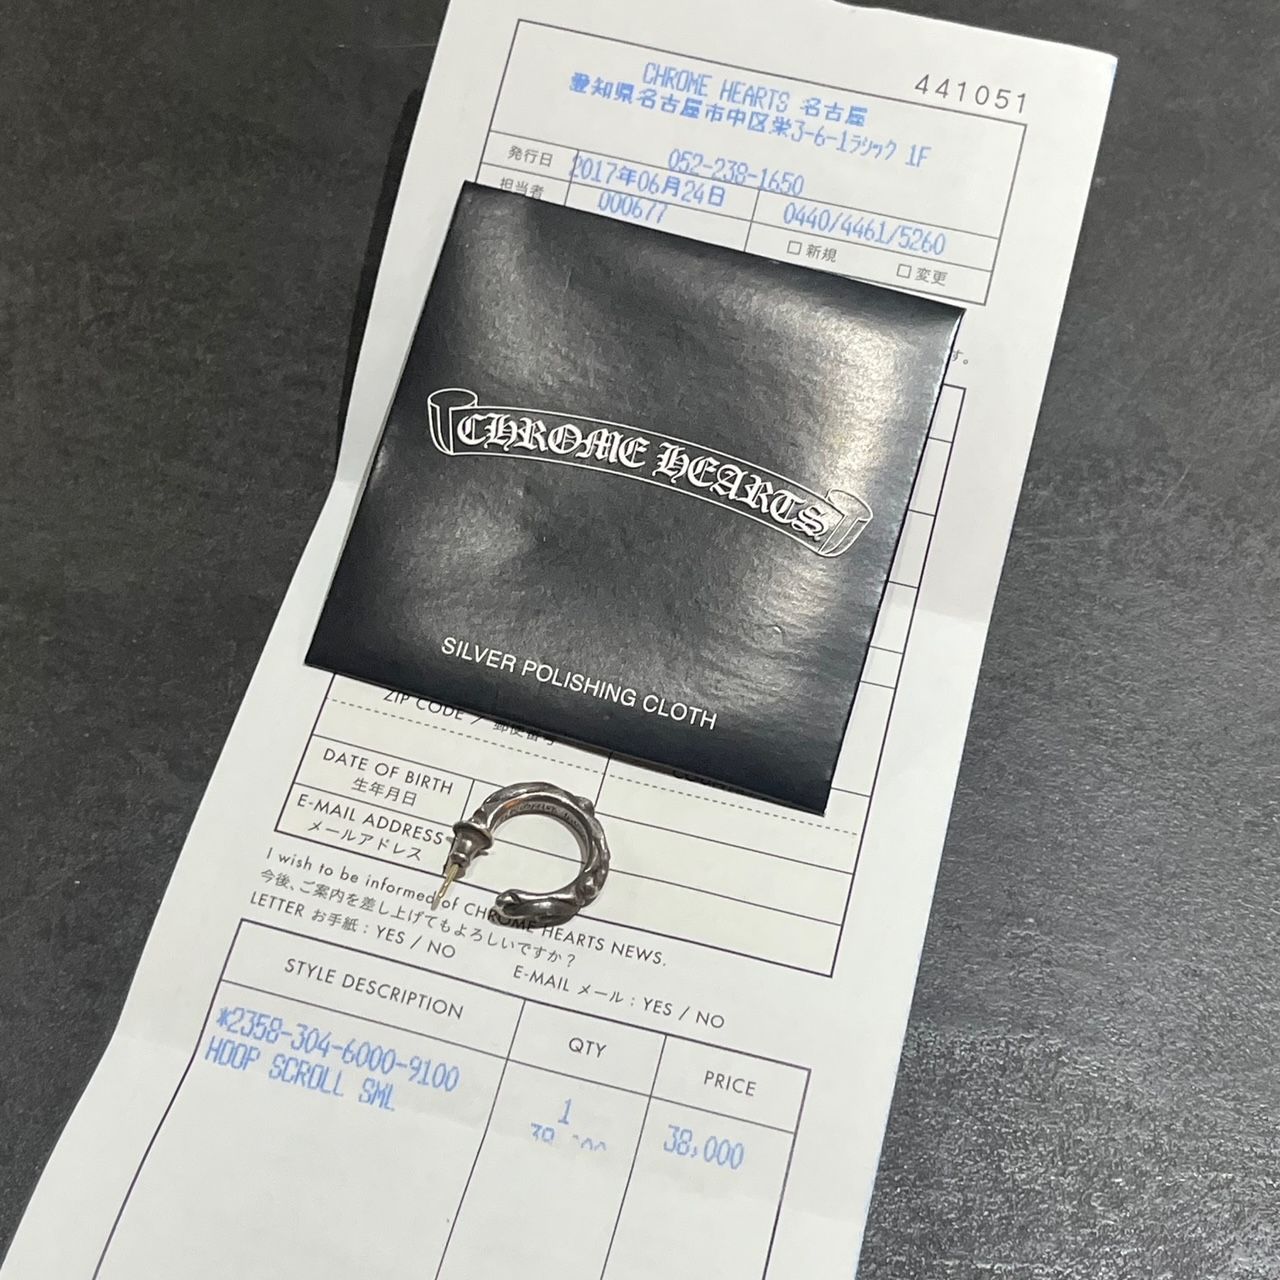 441051
CHROME HEARTS 名古屋
愛知県名古屋市中区栄3-6-1ラシック 1F
052-238-1650
発行日 2017年06月24日
0440/4461/5260
担当者 000677
□ 新規 □ 変更
す。
CHROME HEARTS
SILVER POLISHING CLOTH
ZIP CODE / 郵便番号
DATE OF BIRTH
生年月日
E-MAIL ADDRESS
メールアドレス
I wish to be informed of CHROME HEARTS NEWS.
今後、ご案内を差し上げてもよろしいですか?
LETTER お手紙 : YES / NO E-MAIL メール : YES / NO
STYLE DESCRIPTION QTY PRICE
*2358-304-6000-9100
HOOP SCROLL SML
1 38,000